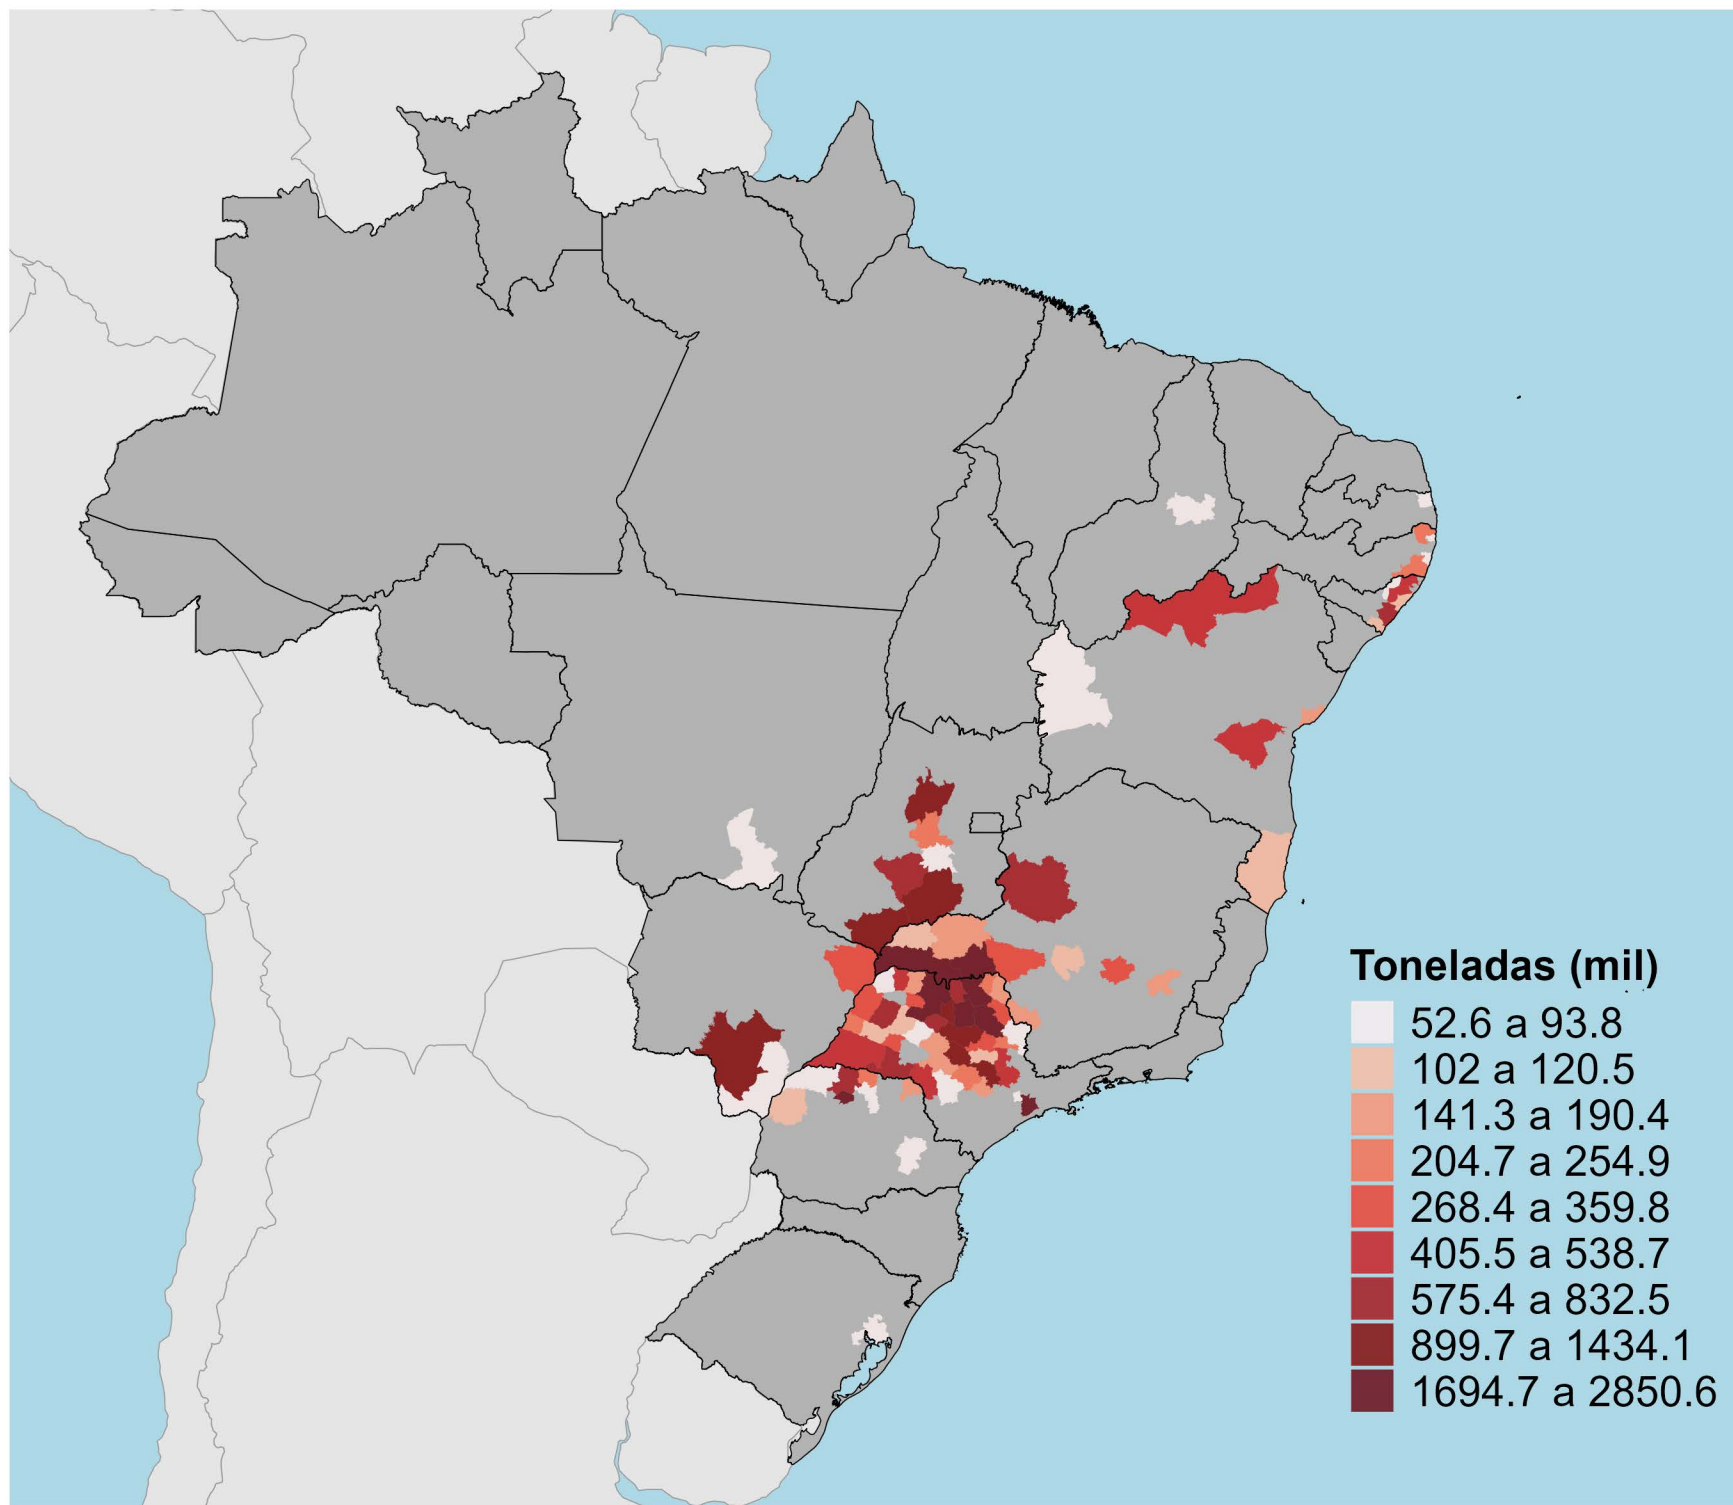 Toneladas (mil)
52.6 a 93.8
102 a 120.5
141.3 a 190.4
204.7 a 254.9
268.4 a 359.8
405.5 a 538.7
575.4 a 832.5
899.7 a 1434.1
1694.7 a 2850.6